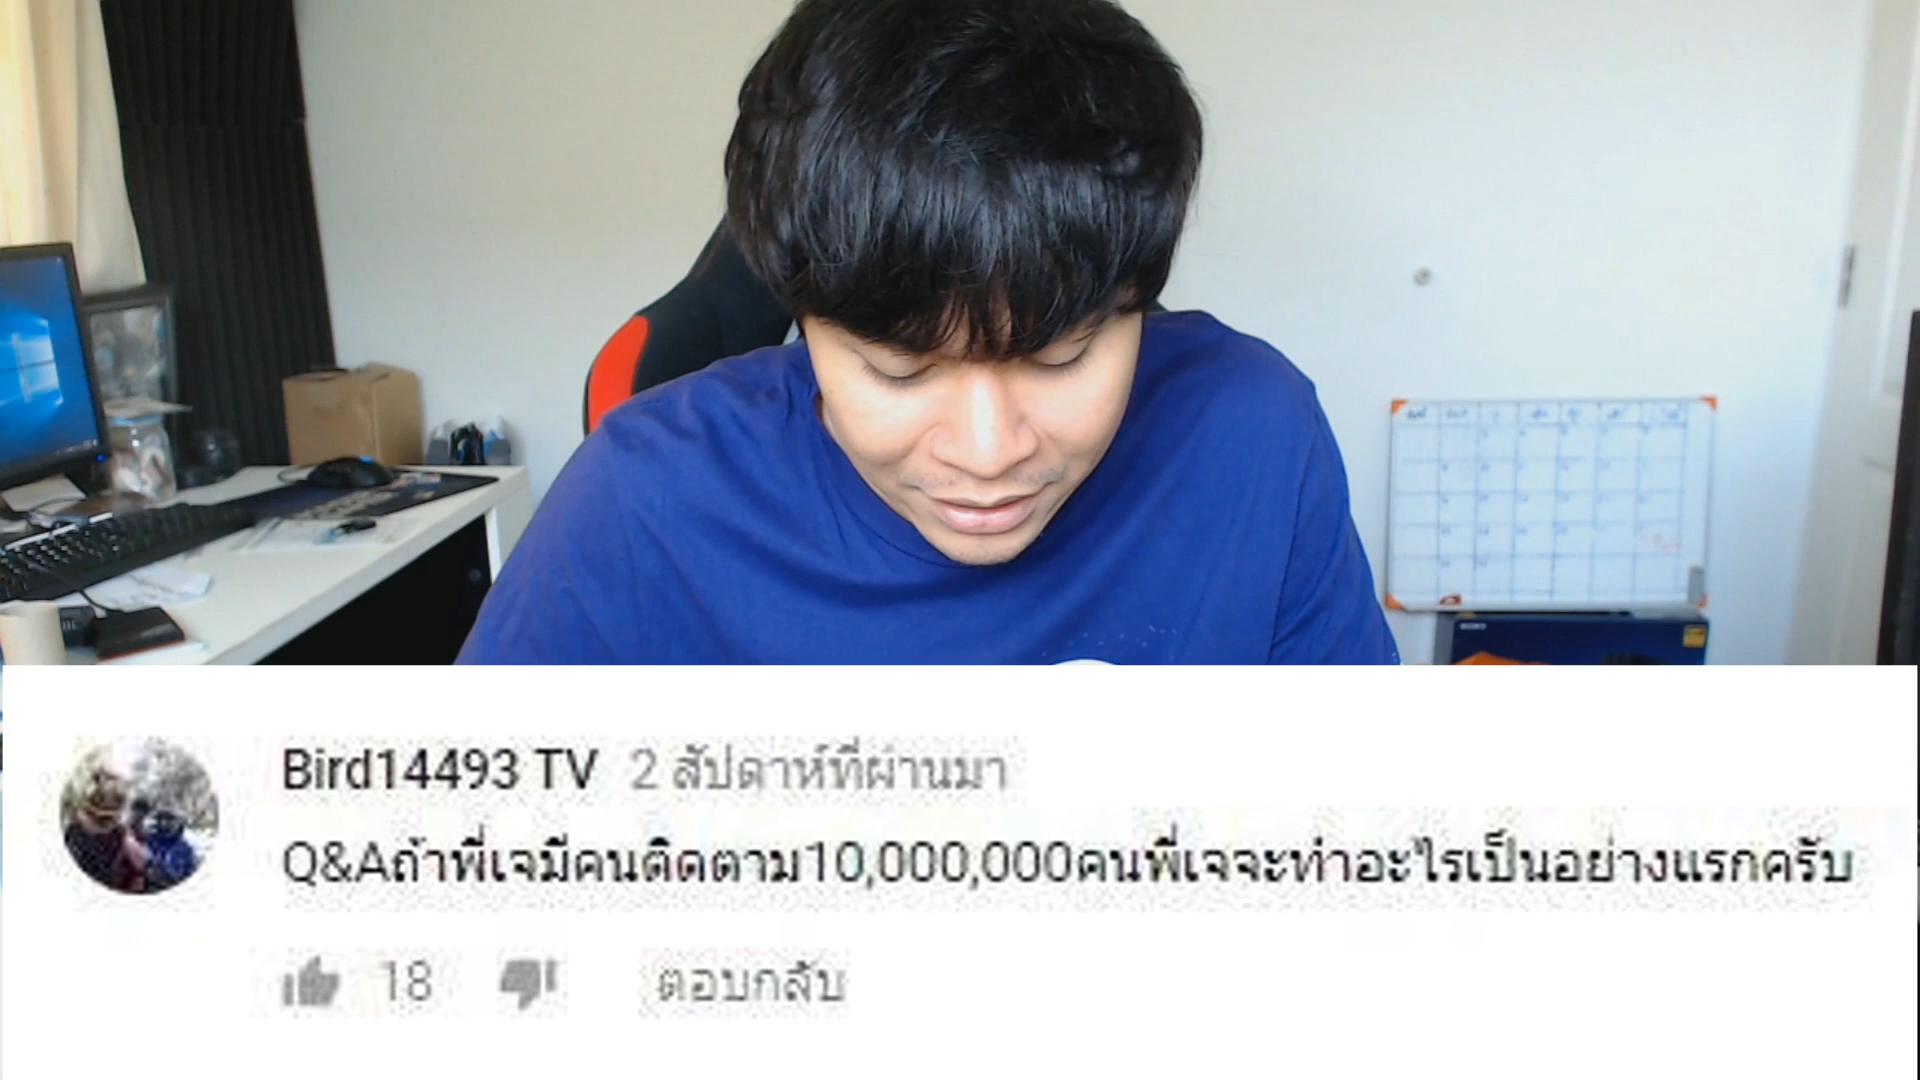 Bird14493 TV 2 สัปดาห์ที่ผ่านมา
Q&Aถ้าพี่เจมีคนติดตาม10,000,000คนพี่เจจะทำอะไรเป็นอย่างแรกครับ
18 ตอบกลับ